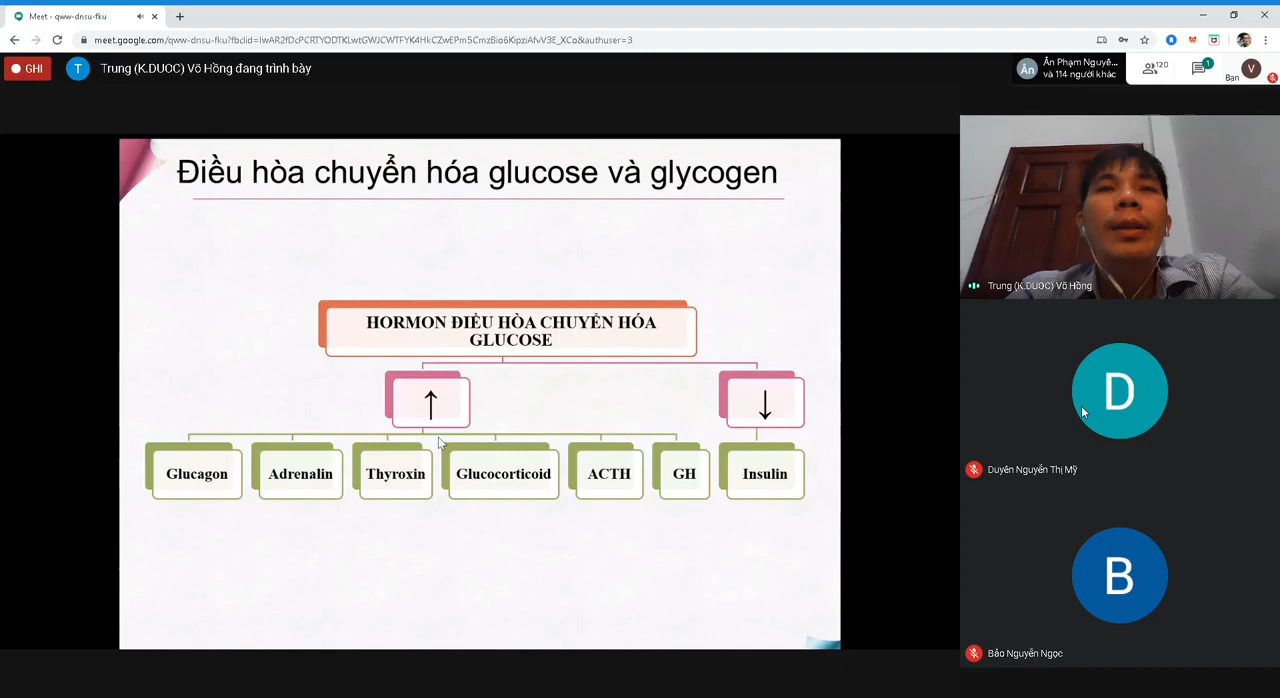 Meet - qww-dnsu-fku
meet.google.com/qww-dnsu-fku?fbclid=IwAR2fDcPCRTYODTKLwtGWJCWTFYK4HkCZwEPm5CmzBio6KipziAfvV3E_XCo&authuser=3
GHI
T
Trung (K.DUOC) Võ Hồng đang trình bày
Ân
Ân Phạm Nguyê...
và 114 người khác
120
1
Bạn
V
Điều hòa chuyển hóa glucose và glycogen
HORMON ĐIỀU HÒA CHUYỂN HÓA
GLUCOSE
↑
↓
Glucagon
Adrenalin
Thyroxin
Glucocorticoid
ACTH
GH
Insulin
Trung (K.DUOC) Võ Hồng
D
Duyên Nguyễn Thị Mỹ
B
Bảo Nguyễn Ngọc